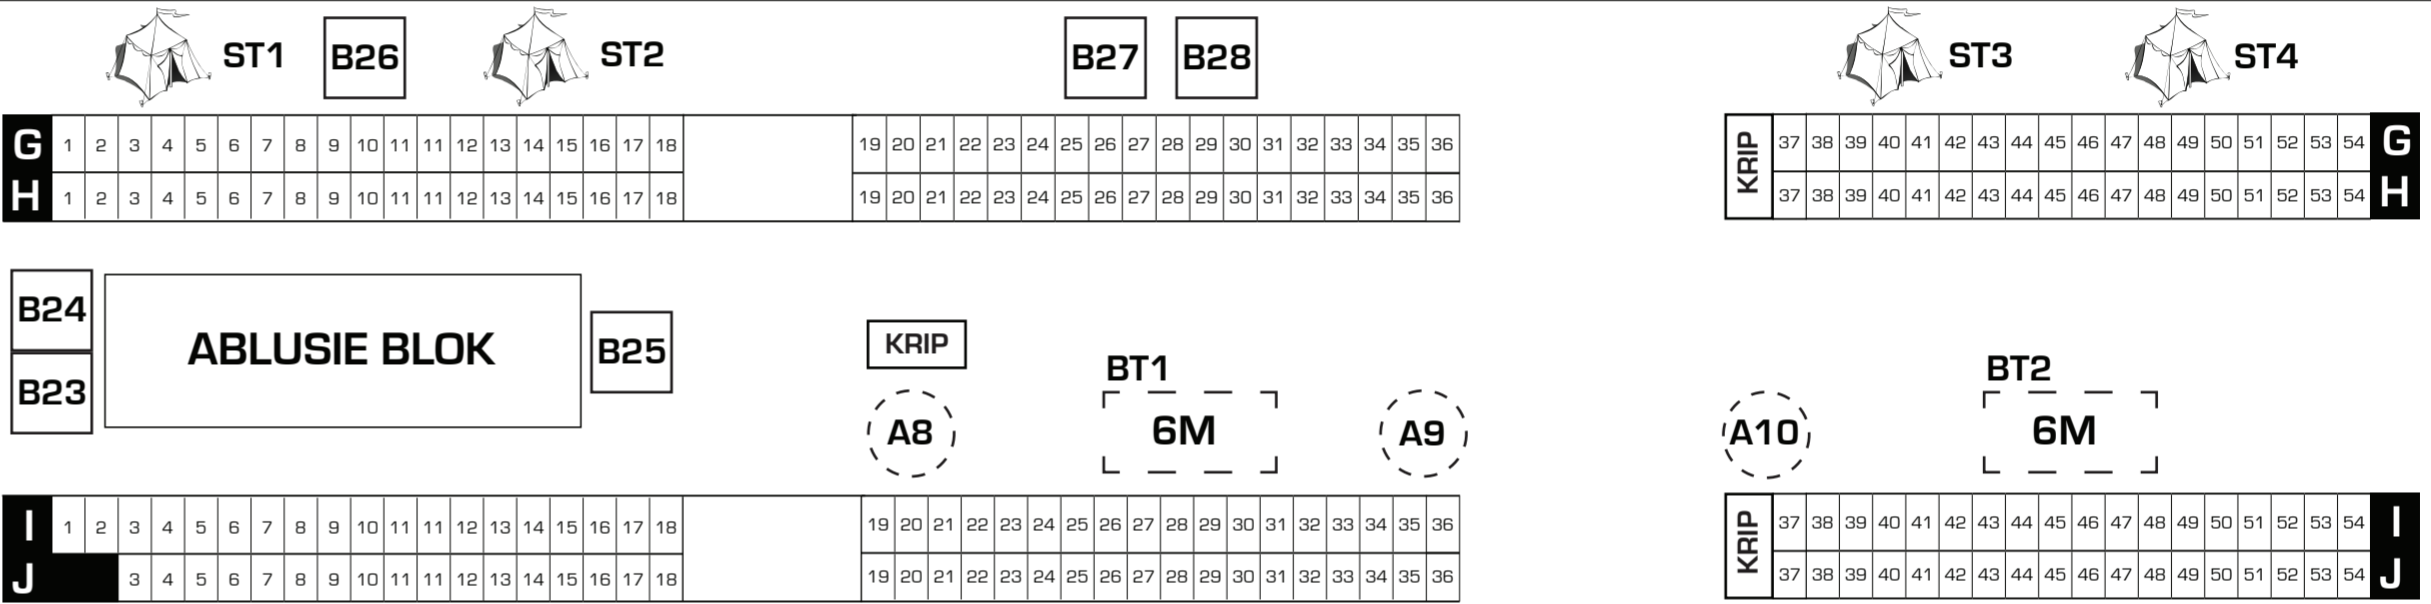 ST1 B26 ST2 B27 B28 ST3 ST4
G 1 2 3 4 5 6 7 8 9 10 11 11 12 13 14 15 16 17 18 19 20 21 22 23 24 25 26 27 28 29 30 31 32 33 34 35 36 KRIP 37 38 39 40 41 42 43 44 45 46 47 48 49 50 51 52 53 54 G
H 1 2 3 4 5 6 7 8 9 10 11 11 12 13 14 15 16 17 18 19 20 21 22 23 24 25 26 27 28 29 30 31 32 33 34 35 36 37 38 39 40 41 42 43 44 45 46 47 48 49 50 51 52 53 54 H
B24
B23
ABLUSIE BLOK
B25
KRIP
BT1
BT2
A8 6M A9 A10 6M
I 1 2 3 4 5 6 7 8 9 10 11 11 12 13 14 15 16 17 18 19 20 21 22 23 24 25 26 27 28 29 30 31 32 33 34 35 36 KRIP 37 38 39 40 41 42 43 44 45 46 47 48 49 50 51 52 53 54 I
J 3 4 5 6 7 8 9 10 11 11 12 13 14 15 16 17 18 19 20 21 22 23 24 25 26 27 28 29 30 31 32 33 34 35 36 37 38 39 40 41 42 43 44 45 46 47 48 49 50 51 52 53 54 J